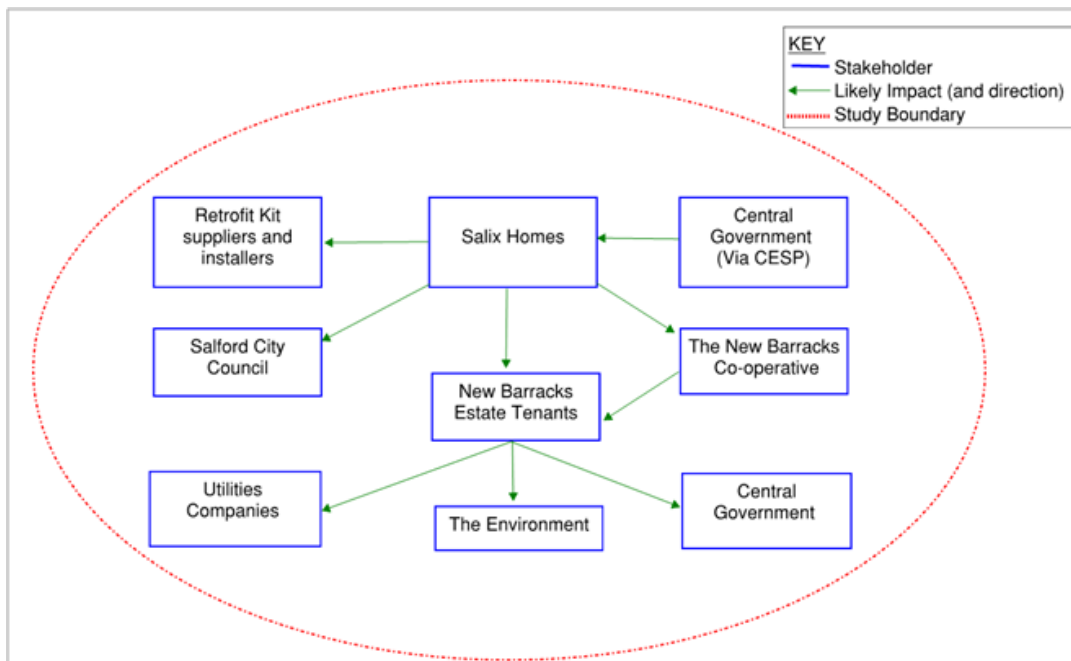 KEY
Stakeholder
Likely Impact (and direction)
Study Boundary
Retrofit Kit
suppliers and
installers
Salix Homes
Central
Government
(Via CESP)
Salford City
Council
The New Barracks
Co-operative
New Barracks
Estate Tenants
Utilities
Companies
The Environment
Central
Government